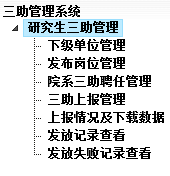 三助管理系统
研究生三助管理
下级单位管理
发布岗位管理
院系三助聘任管理
三助上报管理
上报情况及下载数据
发放记录查看
发放失败记录查看